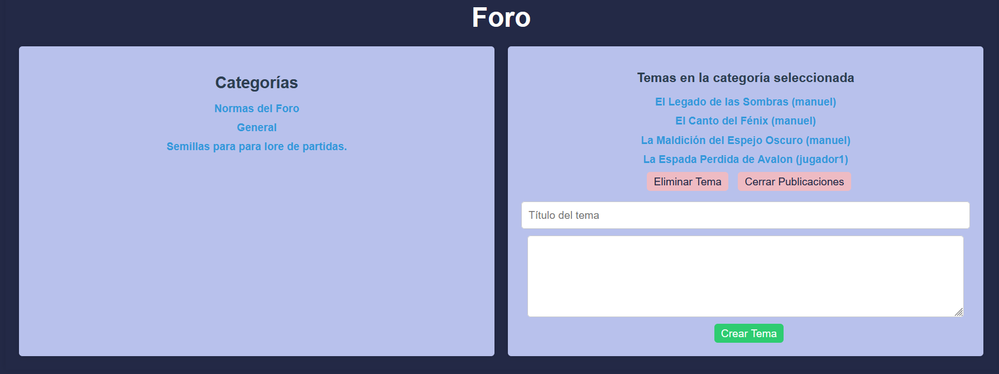 Foro
Categorías
Normas del Foro
General
Semillas para para lore de partidas.
Temas en la categoría seleccionada
El Legado de las Sombras (manuel)
El Canto del Fénix (manuel)
La Maldición del Espejo Oscuro (manuel)
La Espada Perdida de Avalon (jugador1)
Eliminar Tema Cerrar Publicaciones
Título del tema
Crear Tema